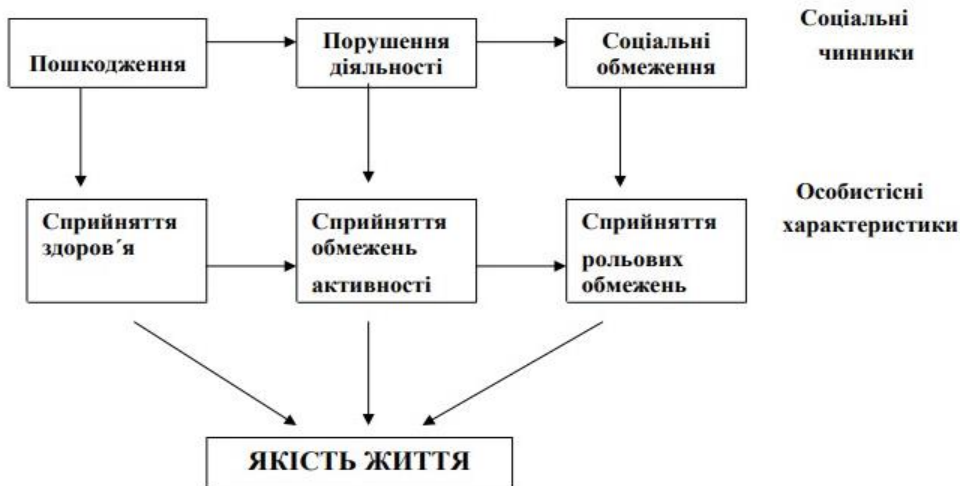 Пошкодження
Порушення
діяльності
Соціальні
обмеження
Соціальні
чинники
Сприйняття
здоров´я
Сприйняття
обмежень
активності
Сприйняття
рольових
обмежень
Особистісні
характеристики
ЯКІСТЬ ЖИТТЯ